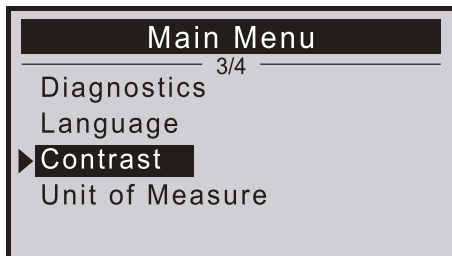 Main Menu
3/4
Diagnostics
Language
Contrast
Unit of Measure